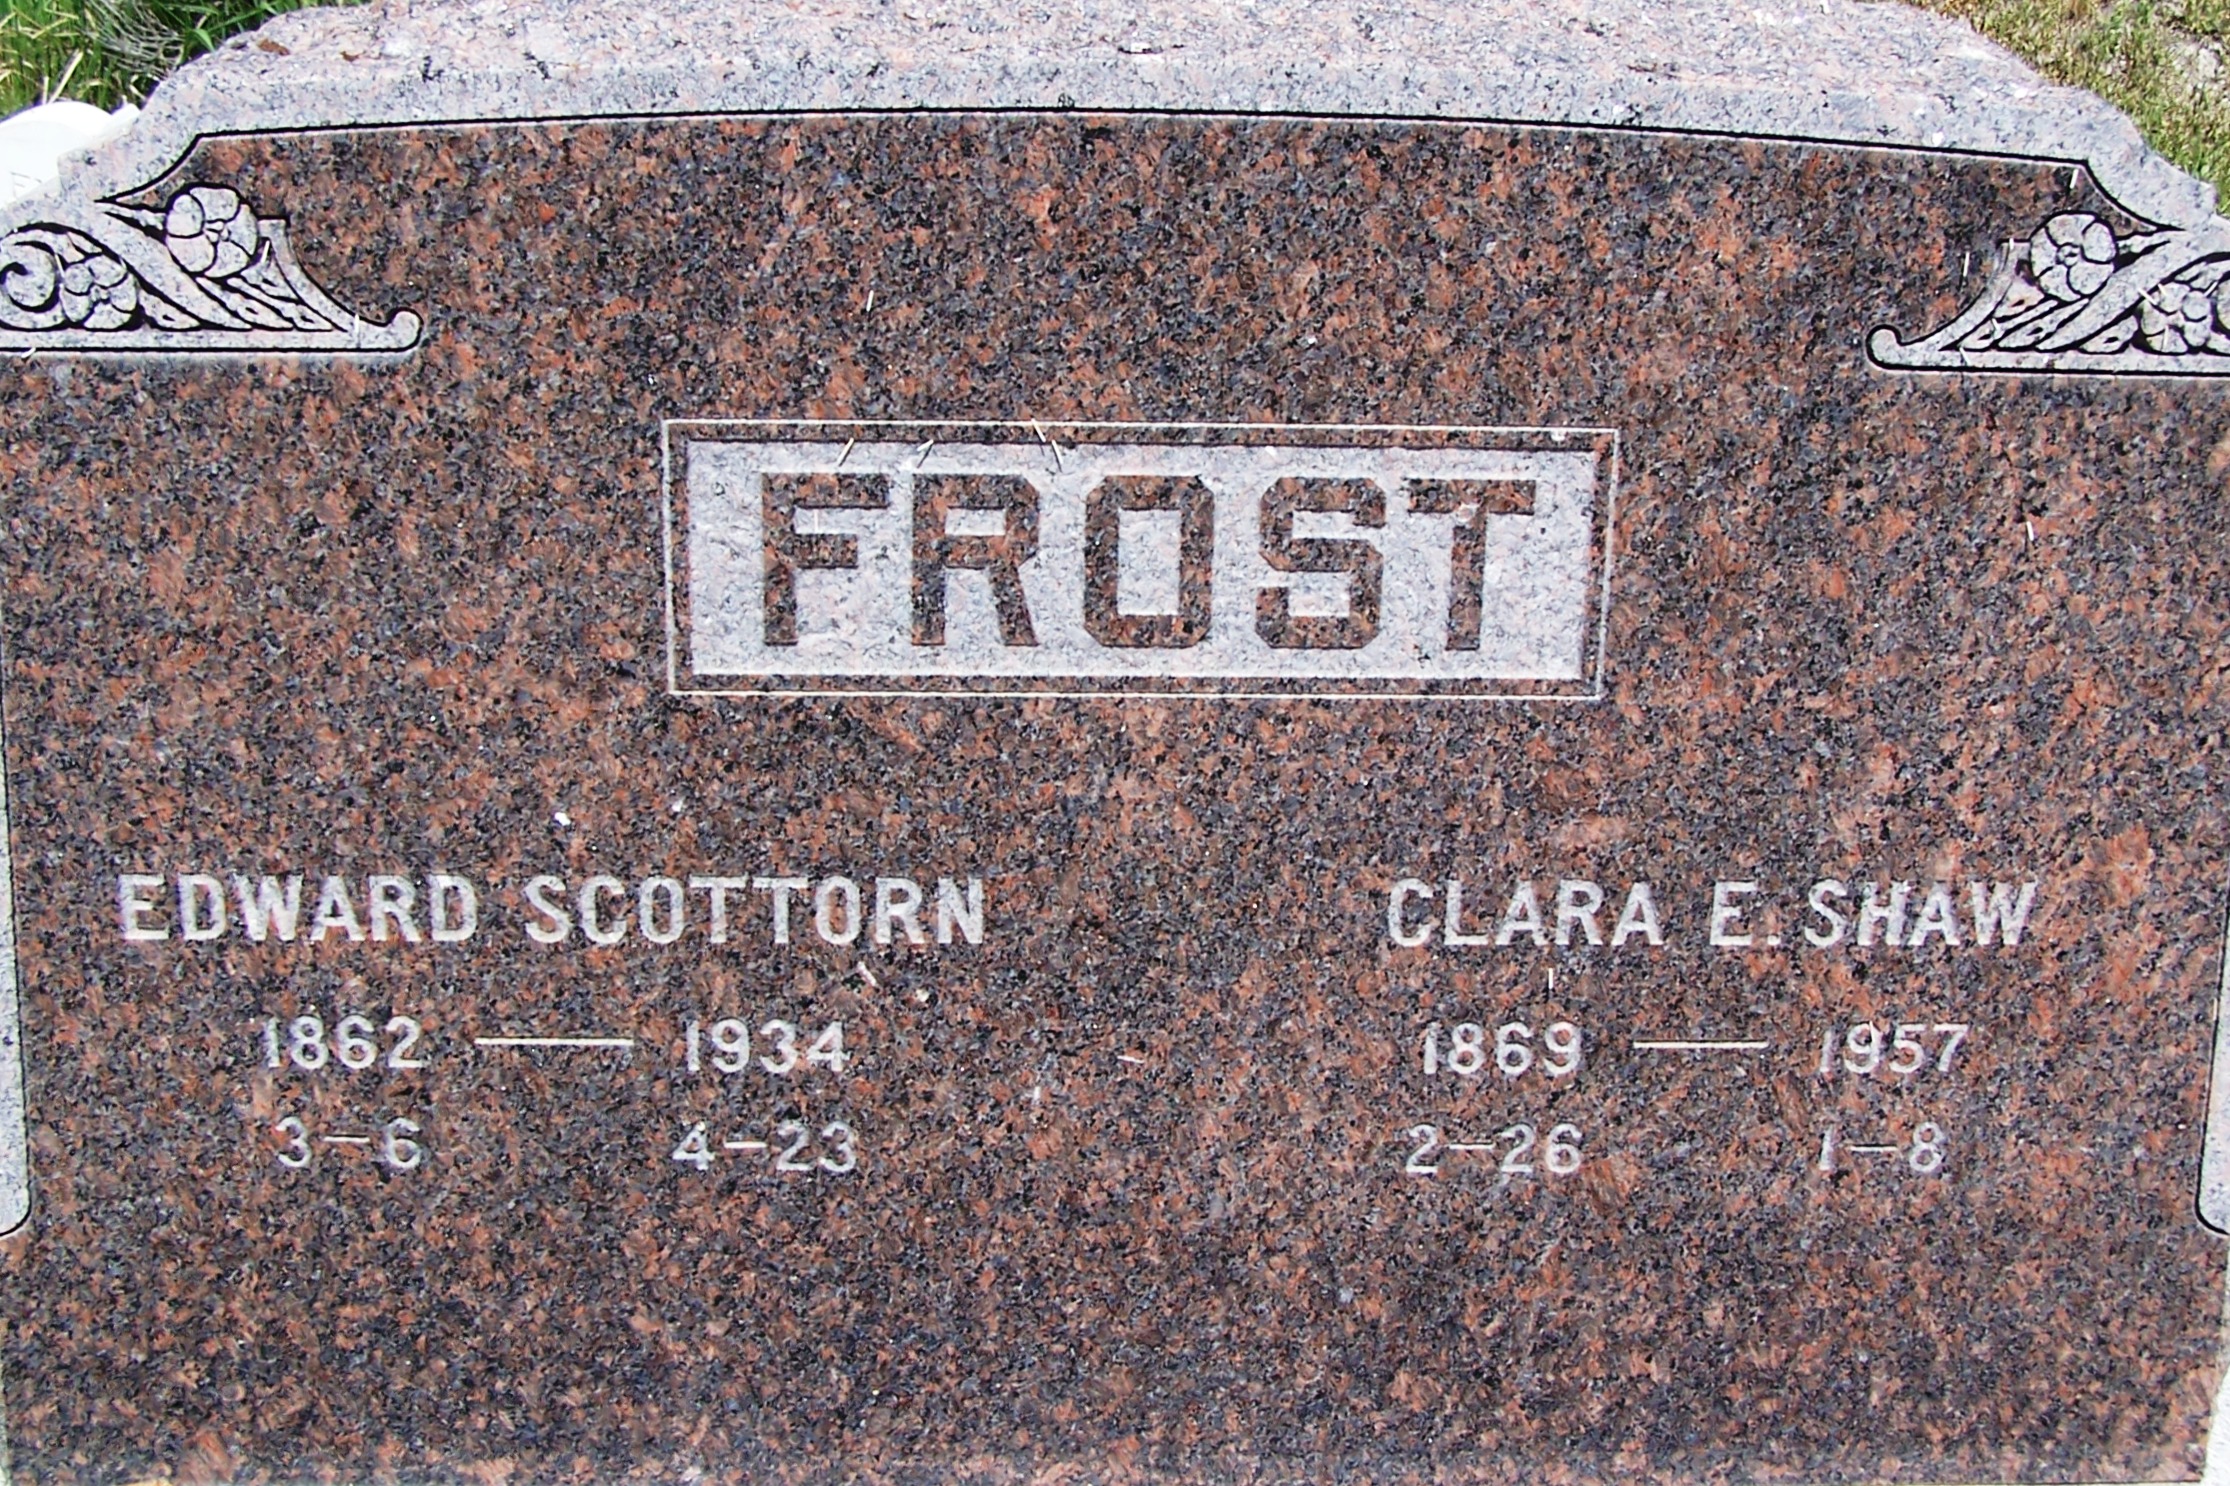 FROST
EDWARD SCOTTORN CLARA E. SHAW
1862 — 1934 1869 — 1957
3-6 4-23 2-26 1-8